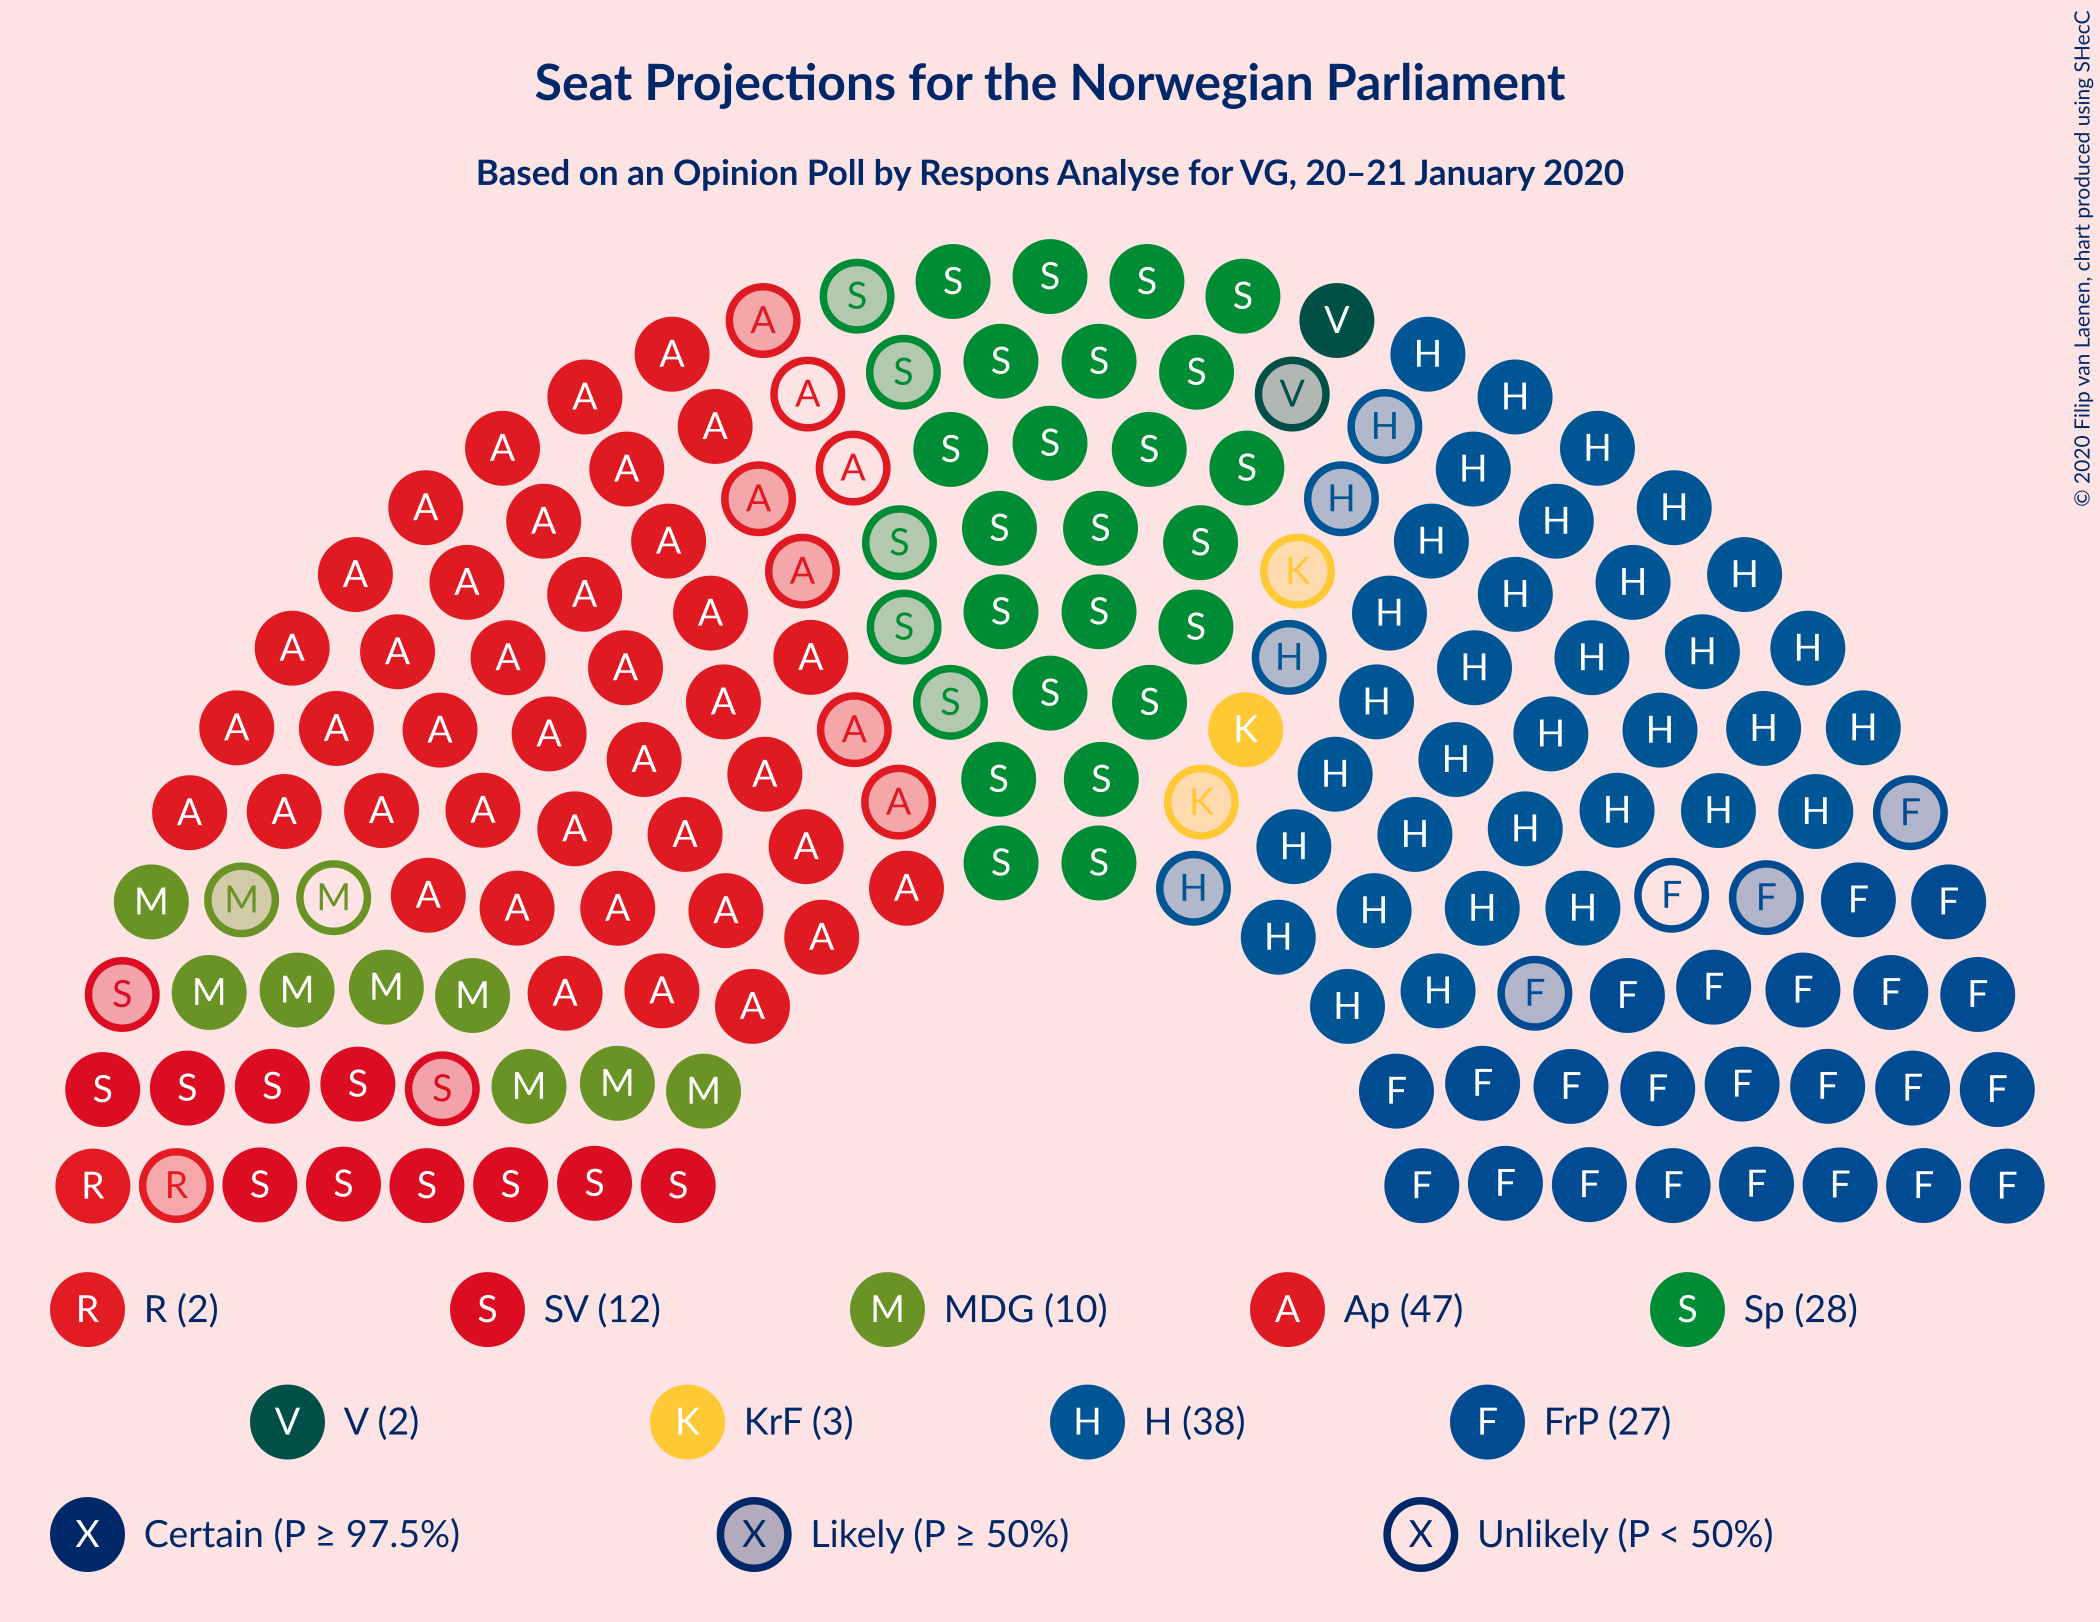 Seat Projections for the Norwegian Parliament
Based on an Opinion Poll by Respons Analyse for VG, 20–21 January 2020
© 2020 Filip van Laenen, chart produced using SHecC
S S S S S
A V
A H
S S S S
A V
A H
A H
A H
A A S S S S H H
A A H H
A S S S S K H
A A H H
A A A S S S S H H H
A A H H
A A A A S S S H H H H
A A A A K H H H
A A A A S S H H H H
A A A A A K H H H F
A A A S S H H H
M M M A A A A A H H H H F F F F
S M M M M A A A H H F F F F F F
S S S S S M M M F F F F F F F F
R R S S S S S S F F F F F F F F
R R (2) S SV (12) M MDG (10) A Ap (47) S Sp (28)
V V (2) K KrF (3) H H (38) F FrP (27)
X Certain (P ≥ 97.5%) X Likely (P ≥ 50%) X Unlikely (P < 50%)